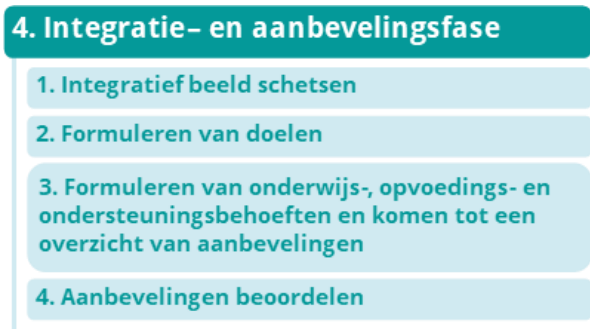 4. Integratie– en aanbevelingsfase
1. Integratief beeld schetsen
2. Formuleren van doelen
3. Formuleren van onderwijs-, opvoedings- en
ondersteuningsbehoeften en komen tot een
overzicht van aanbevelingen
4. Aanbevelingen beoordelen